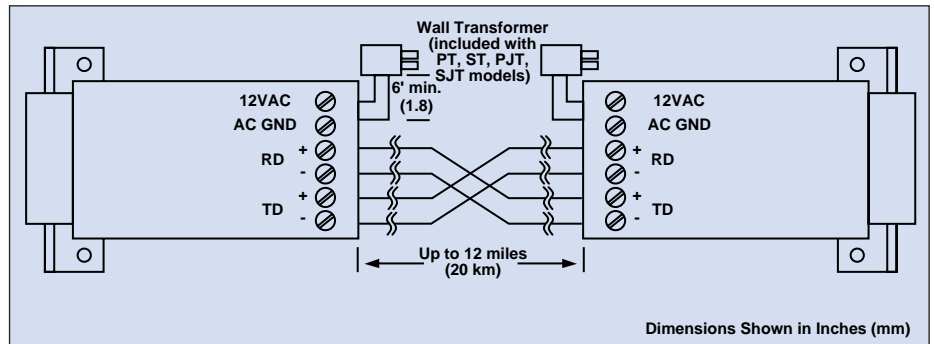 Wall Transformer
(included with
PT, ST, PJT,
SJT models)
6' min.
(1.8)
12VAC
AC GND
+
RD
-
+
TD
-
12VAC
AC GND
+
RD
-
+
TD
-
Up to 12 miles
(20 km)
Dimensions Shown in Inches (mm)